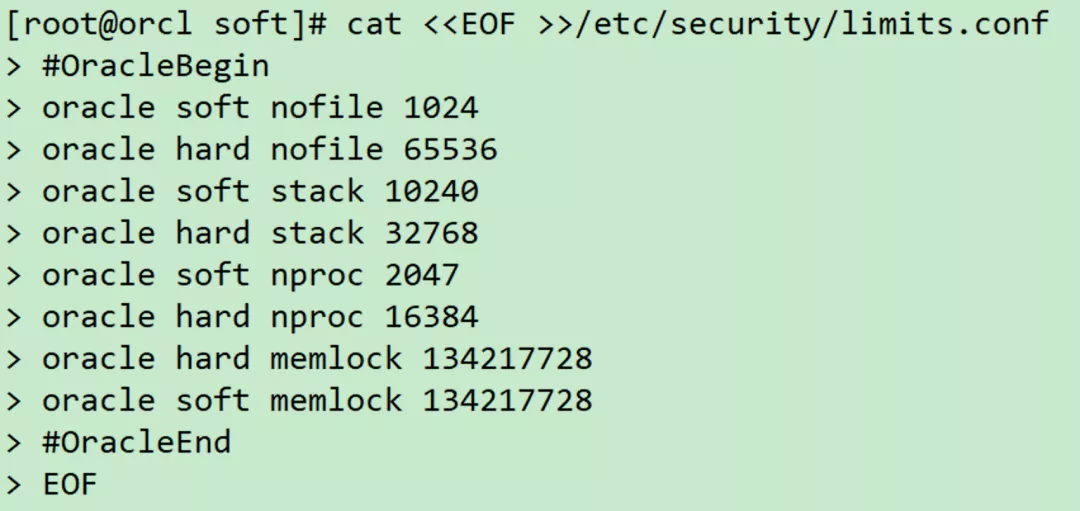 [root@orcl soft]# cat <<EOF >>/etc/security/limits.conf
> #OracleBegin
> oracle soft nofile 1024
> oracle hard nofile 65536
> oracle soft stack 10240
> oracle hard stack 32768
> oracle soft nproc 2047
> oracle hard nproc 16384
> oracle hard memlock 134217728
> oracle soft memlock 134217728
> #OracleEnd
> EOF